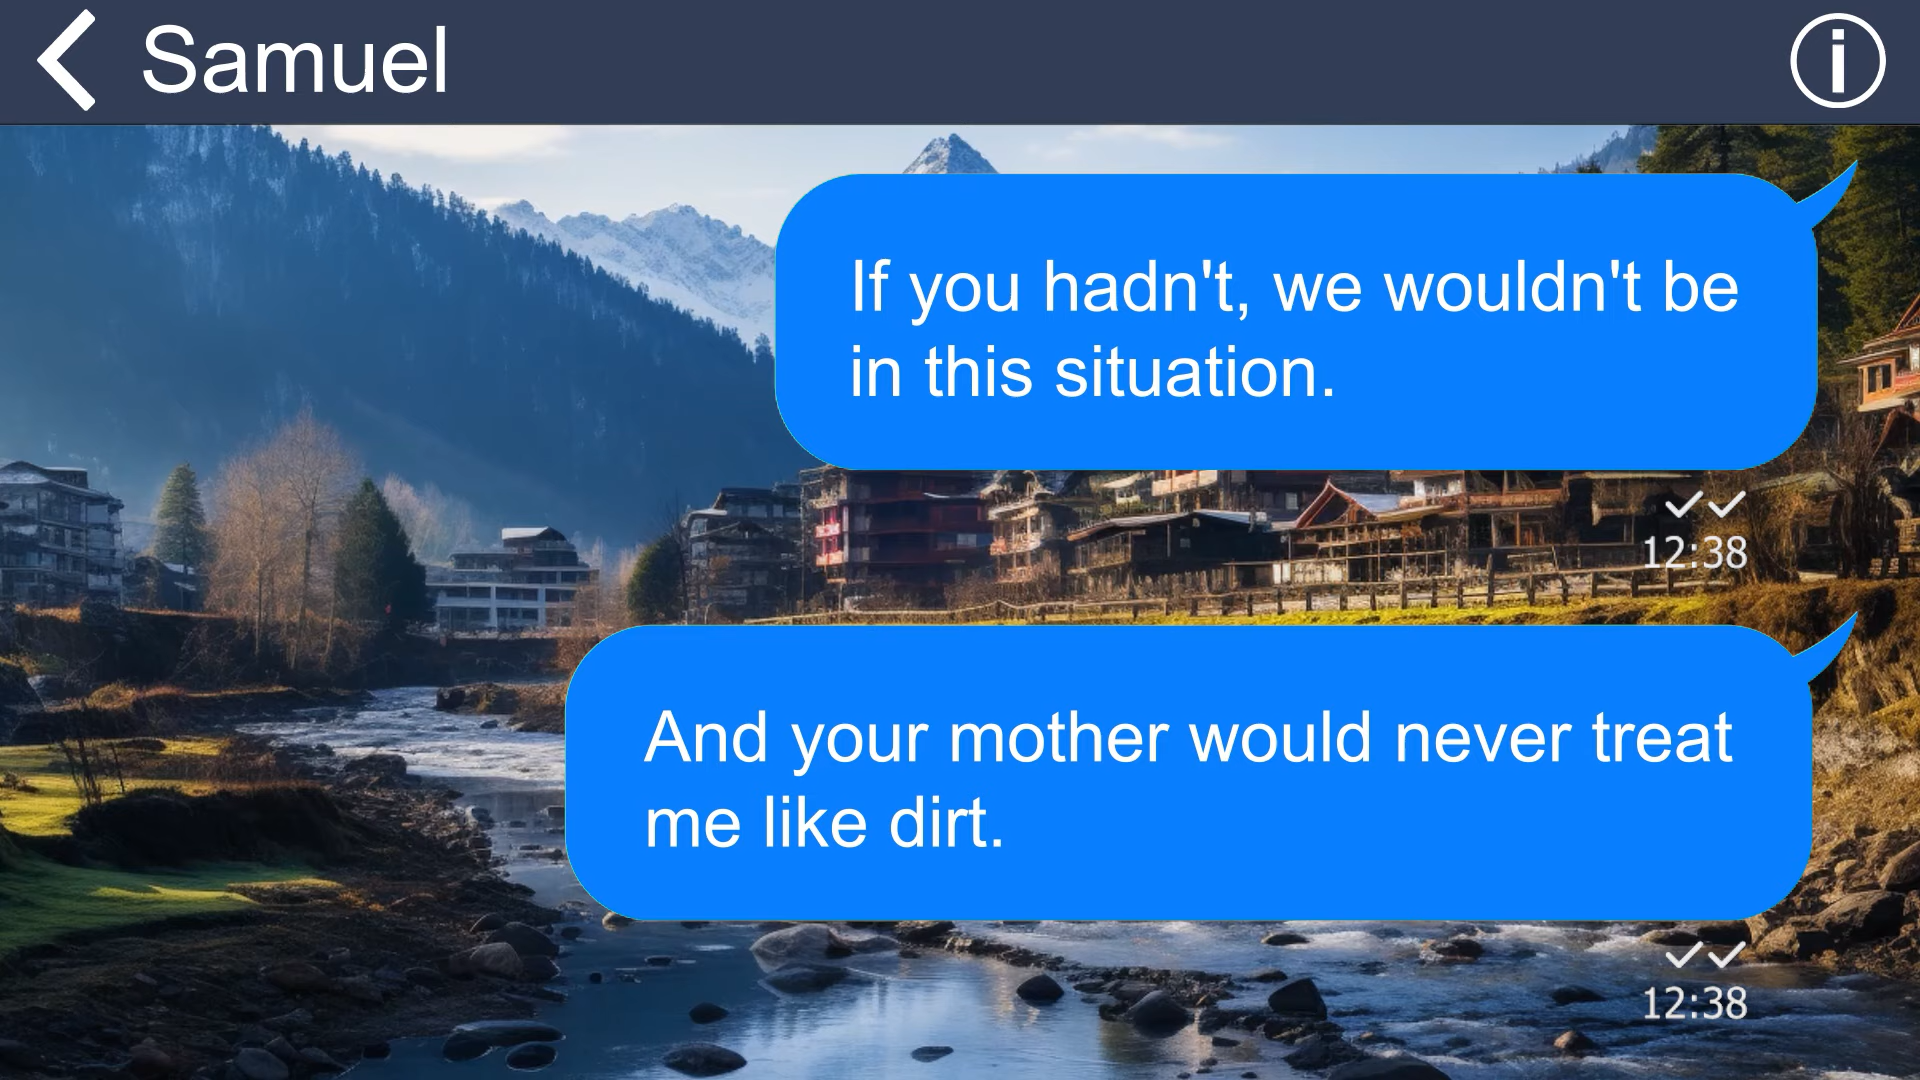 Samuel
If you hadn't, we wouldn't be
in this situation.
12:38
And your mother would never treat
me like dirt.
12:38